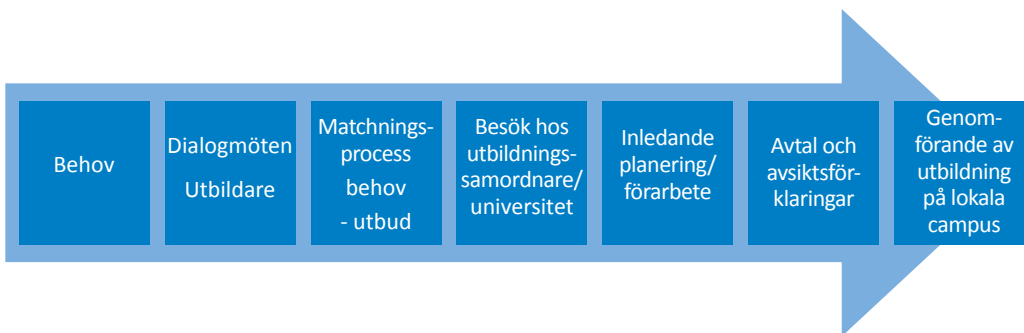 Behov
Dialogmöten
Utbildare
Matchnings-
process
behov
- utbud
Besök hos
utbildnings-
samordnare/
universitet
Inledande
planering/
förarbete
Avtal och
avsiktsför-
klaringar
Genom-
förande av
utbildning
på lokala
campus